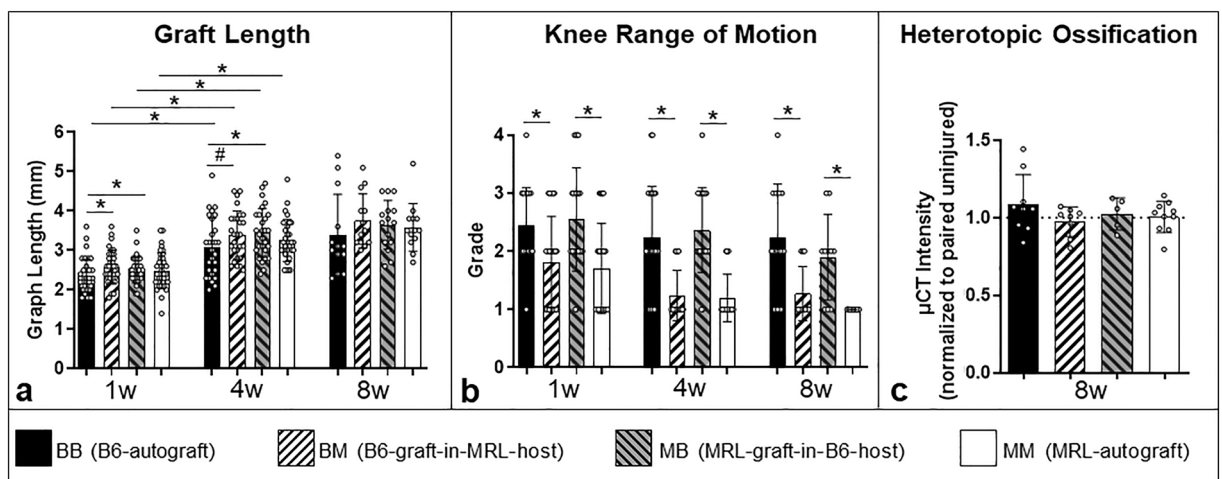 Graft Length
Knee Range of Motion
Heterotopic Ossification
* * * *
* #
* *
Graph Length (mm)
6
5
4
3
2
1
0
1w 4w 8w
a
* * * * * *
Grade
4
3
2
1
0
1w 4w 8w
b
µCT Intensity
(normalized to paired uninjured)
1.5
1.0
0.5
0.0
8w
c
BB (B6-autograft) BM (B6-graft-in-MRL-host) MB (MRL-graft-in-B6-host) MM (MRL-autograft)